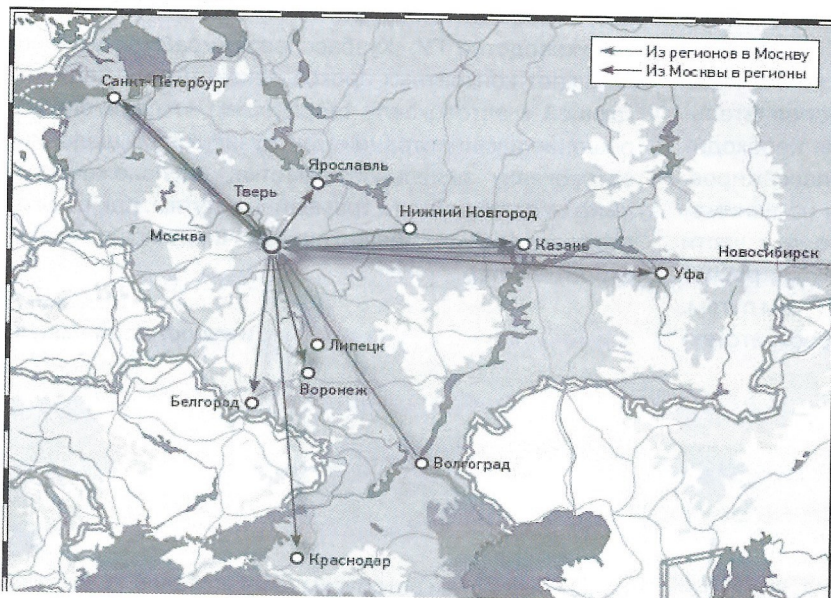 Из регионов в Москву
Из Москвы в регионы
Санкт-Петербург
Ярославль
Тверь
Нижний Новгород
Москва
Казань
Новосибирск
Уфа
Липецк
Воронеж
Белгород
Волгоград
Краснодар